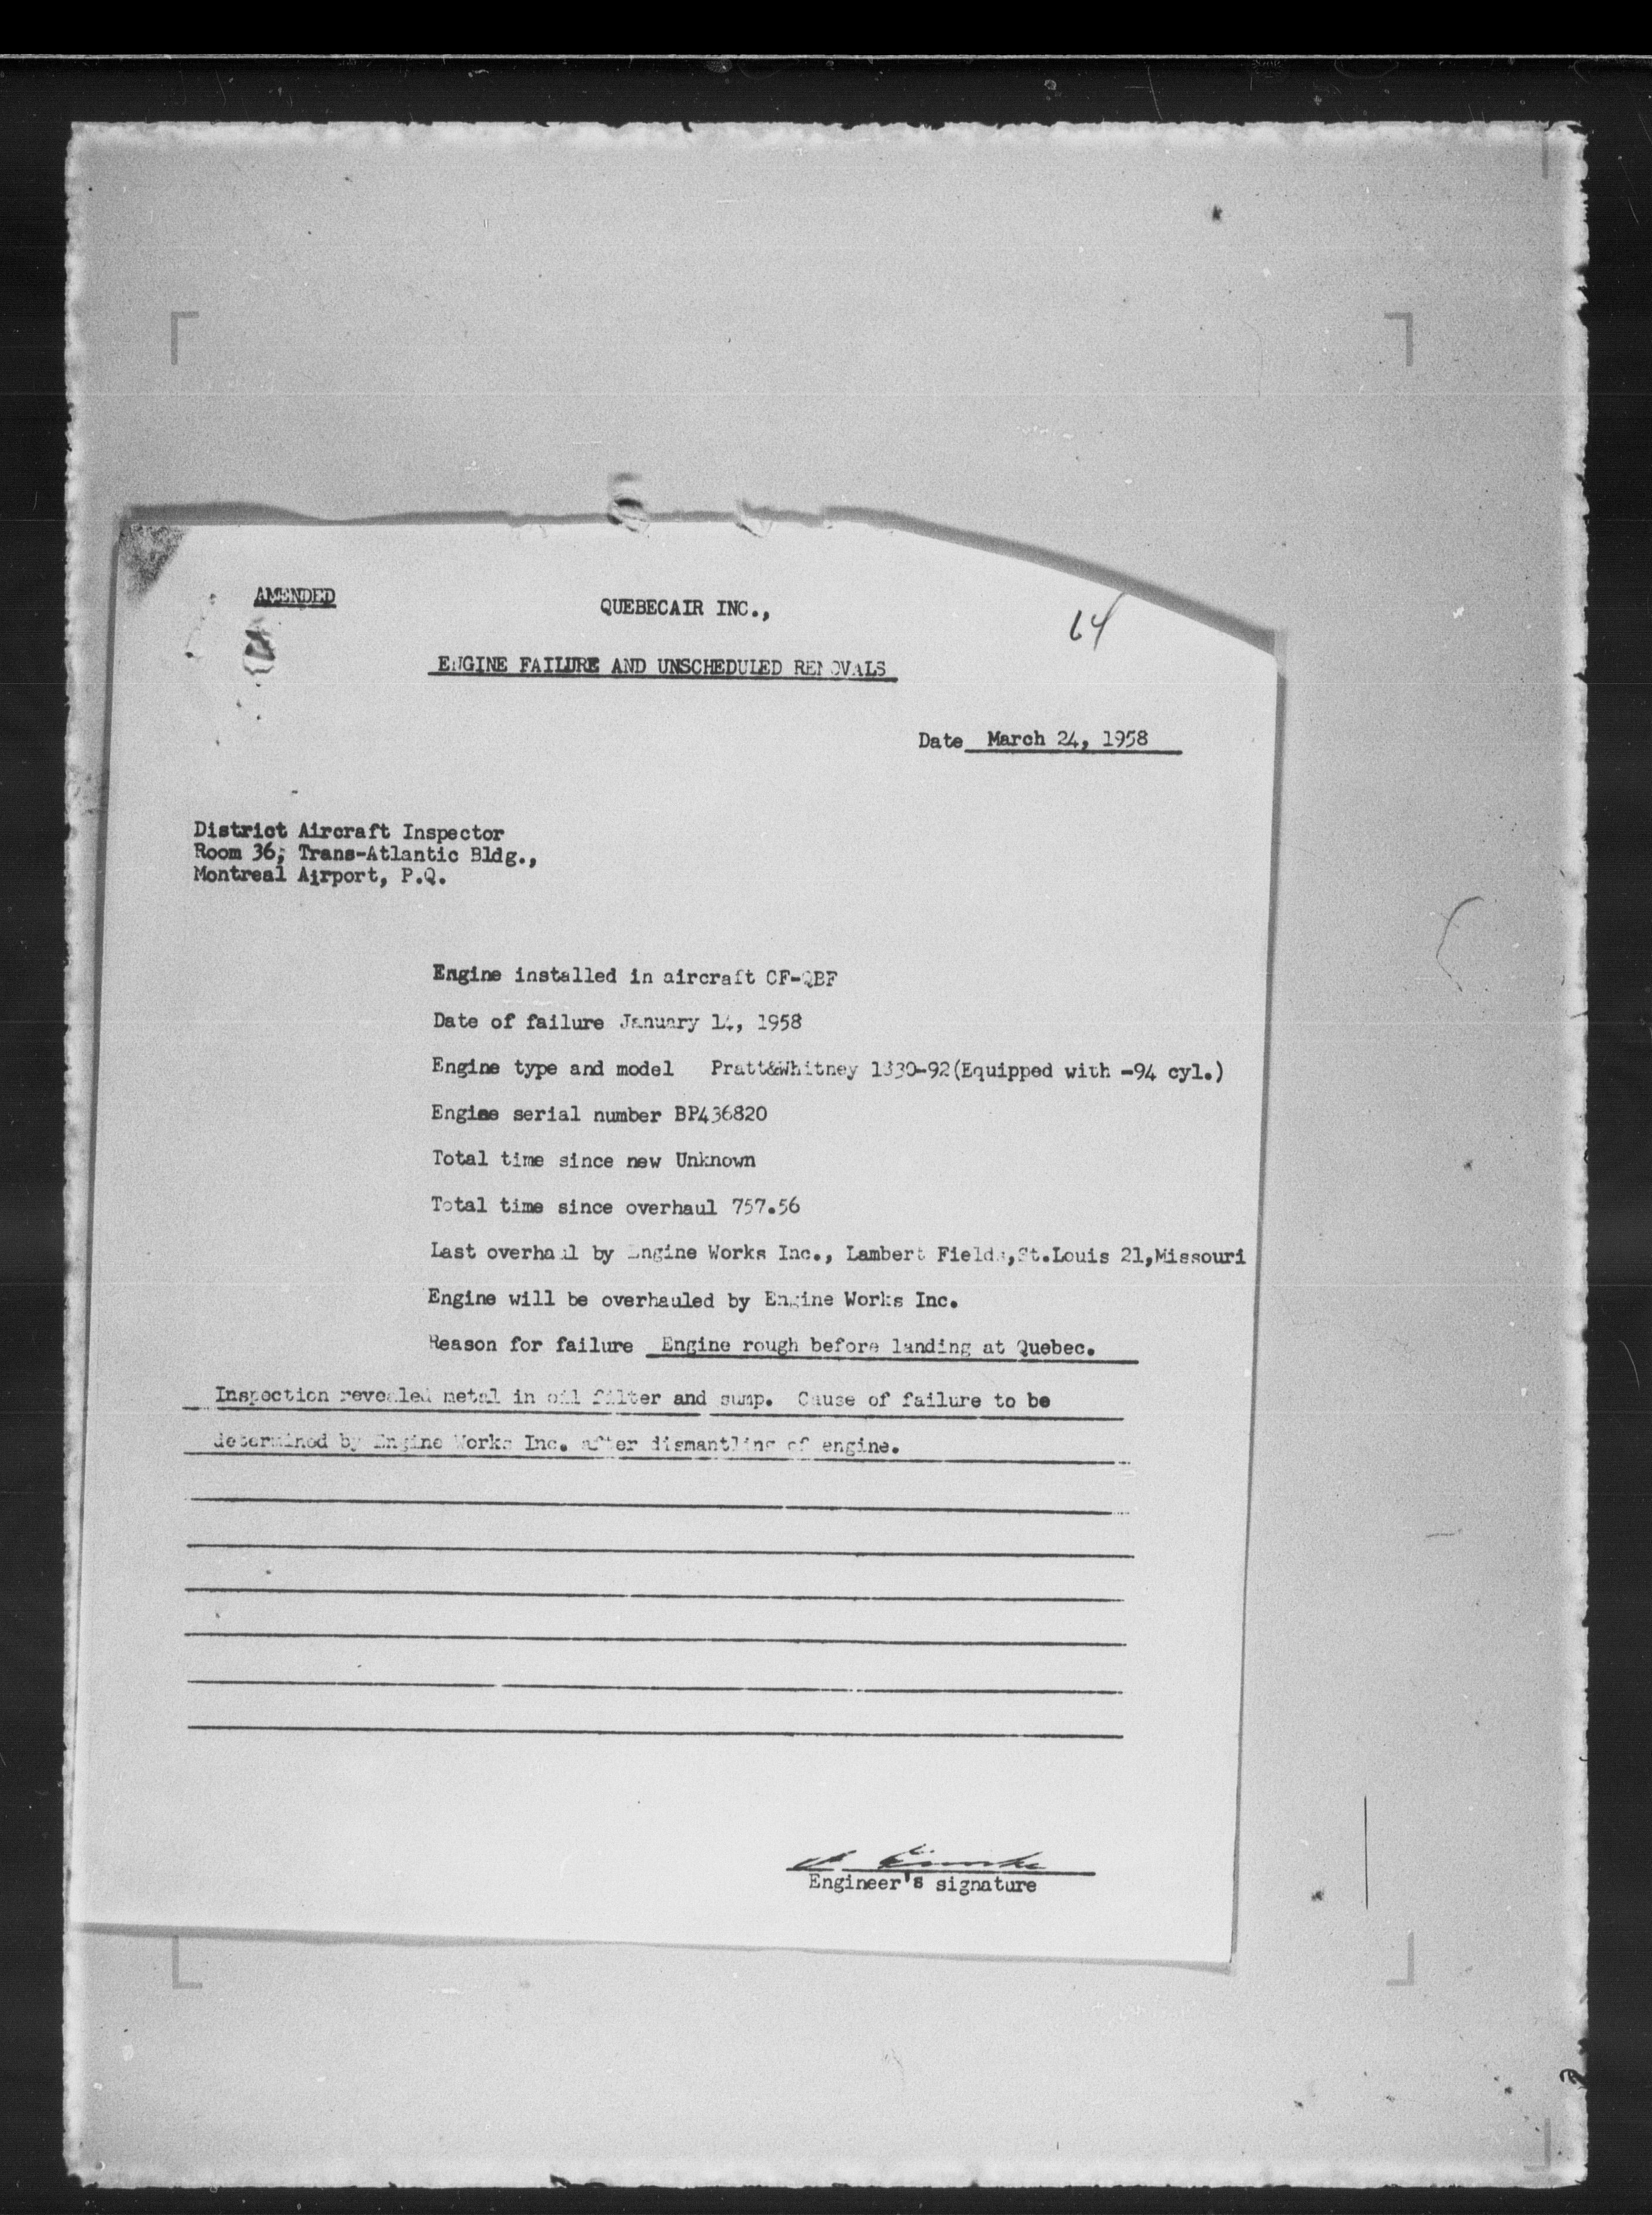 AMENDED
QUEBECAIR INC.,
64
ENGINE FAILURE AND UNSCHEDULED REMOVALS
Date March 24, 1958
District Aircraft Inspector
Room 36, Trans-Atlantic Bldg.,
Montreal Airport, P.Q.
Engine installed in aircraft CF-QBF
Date of failure January 14, 1958
Engine type and model Pratt&Whitney 1830-92(Equipped with -94 cyl.)
Engine serial number BP436820
Total time since new Unknown
Total time since overhaul 757.56
Last overhaul by Engine Works Inc., Lambert Fields,St.Louis 21,Missouri
Engine will be overhauled by Engine Works Inc.
Reason for failure Engine rough before landing at Quebec.
Inspection revealed metal in oil filter and sump. Cause of failure to be
determined by Engine Works Inc. after dismantling of engine.
Engineer's signature